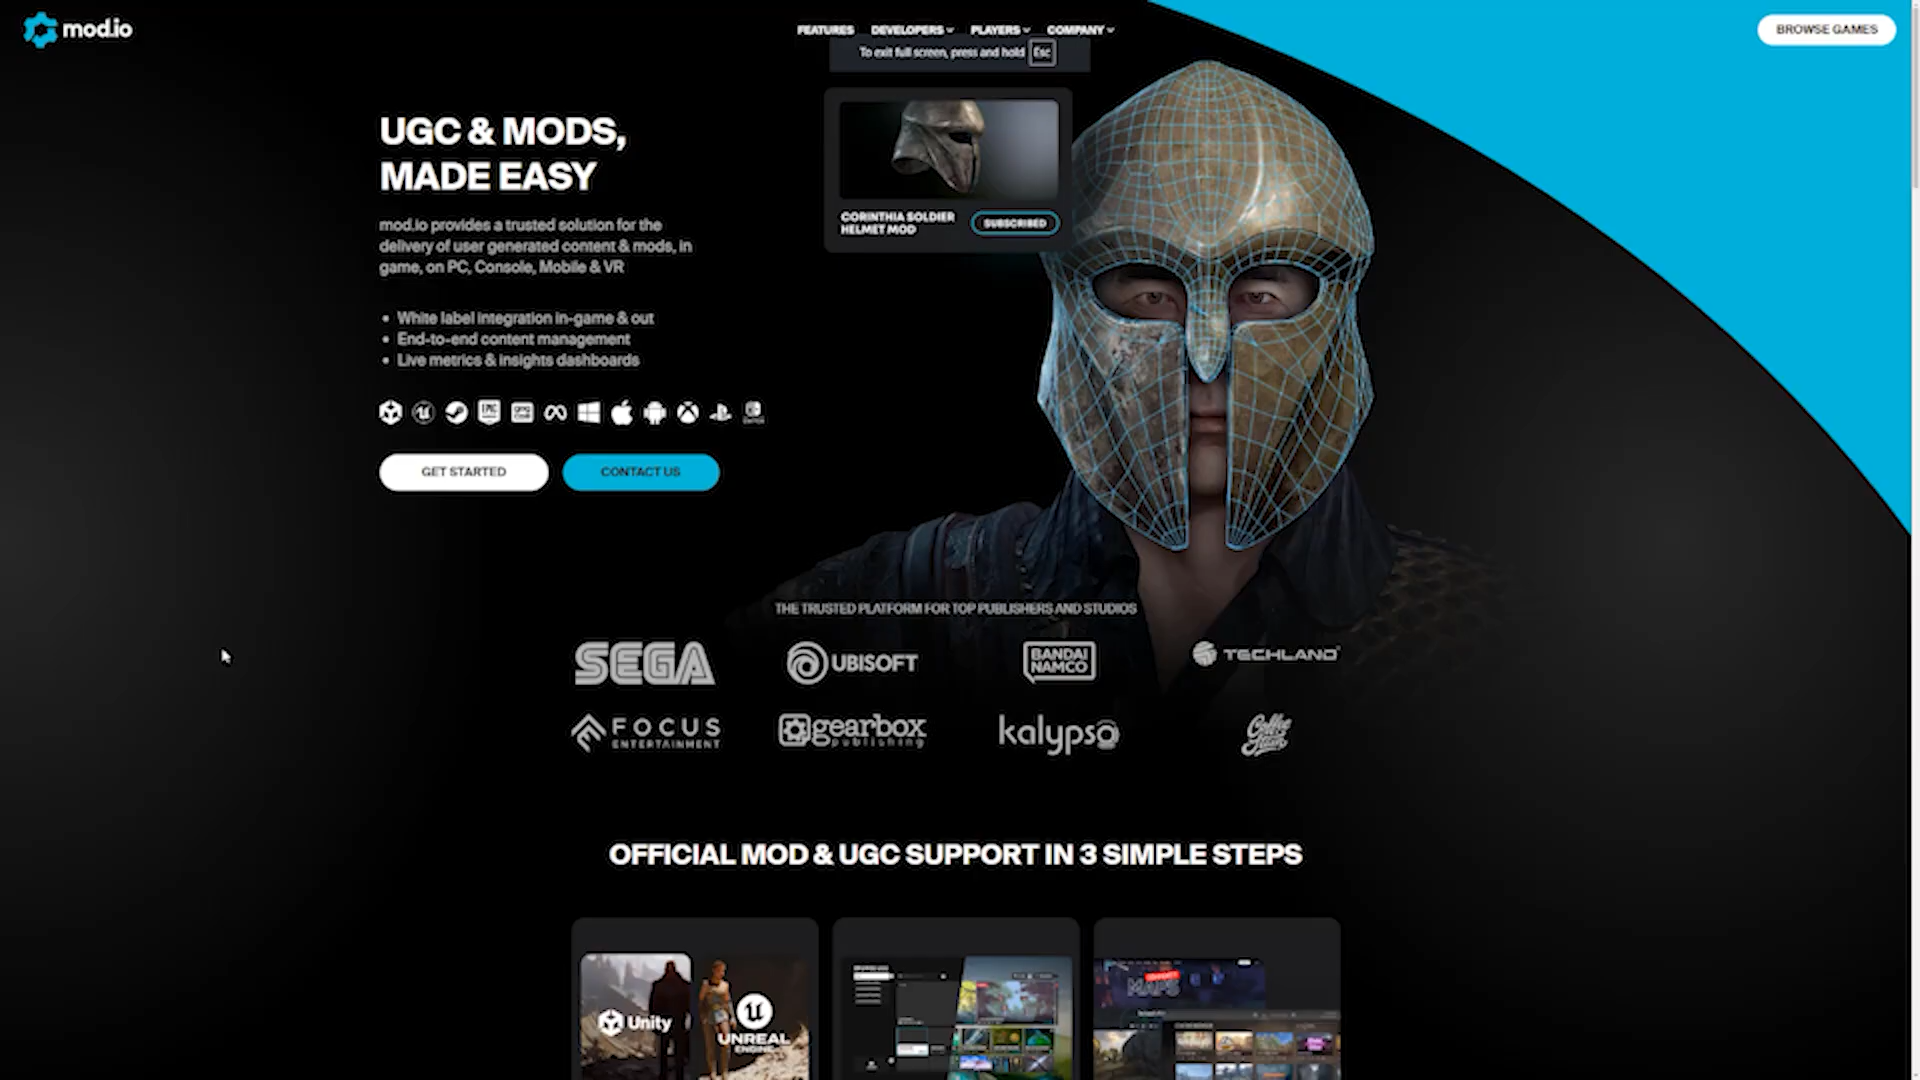 mod.io
FEATURES DEVELOPERS PLAYERS COMPANY
BROWSE GAMES
To exit full screen, press and hold Esc
UGC & MODS,
MADE EASY
mod.io provides a trusted solution for the
delivery of user generated content & mods, in
game, on PC, Console, Mobile & VR
• White label integration in-game & out
• End-to-end content management
• Live metrics & insights dashboards
CORINTHIA SOLDIER
HELMET MOD
SUBSCRIBED
EPIC
GET STARTED
CONTACT US
THE TRUSTED PLATFORM FOR TOP PUBLISHERS AND STUDIOS
SEGA
UBISOFT
BANDAI
NAMCO
TECHLAND
FOCUS
ENTERTAINMENT
gearbox
publishing
kalypso
Coffee
Stain
OFFICIAL MOD & UGC SUPPORT IN 3 SIMPLE STEPS
Unity
UNREAL
ENGINE
MAPS